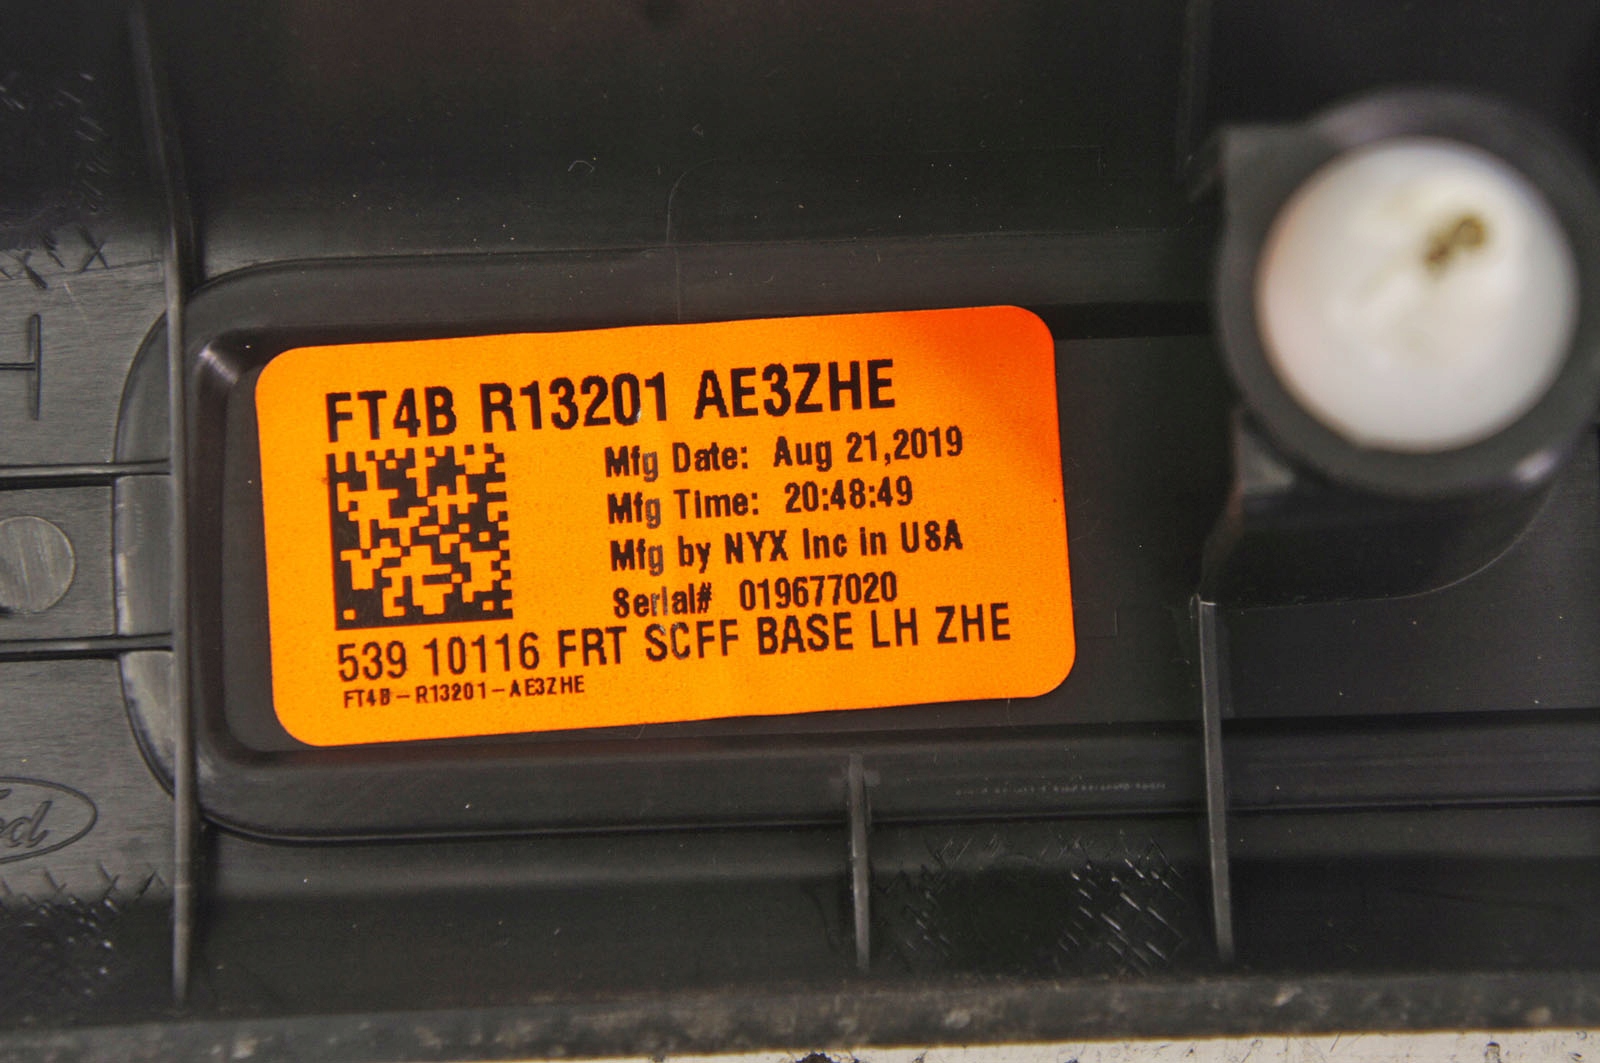 FT4B R13201 AE3ZHE
Mfg Date: Aug 21,2019
Mfg Time: 20:48:49
Mfg by NYX Inc in USA
Serial# 019677020
539 10116 FRT SCFF BASE LH ZHE
FT4B-R13201-AE3ZHE